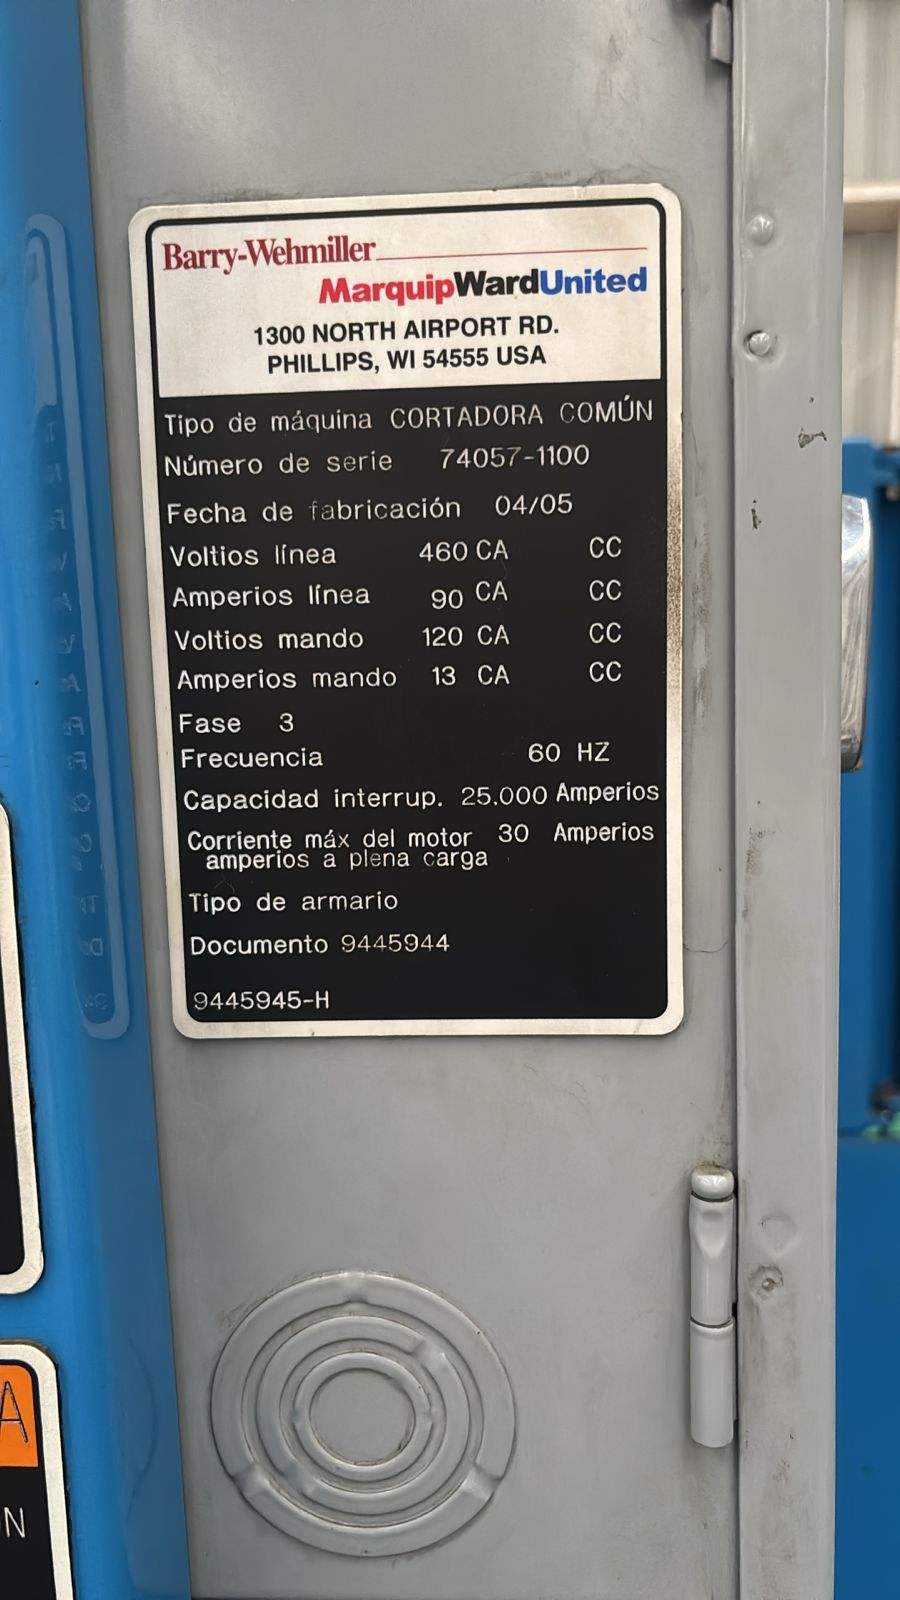 Barry-Wehmiller
MarquipWardUnited
1300 NORTH AIRPORT RD.
PHILLIPS, WI 54555 USA
Tipo de máquina CORTADORA COMÚN
Número de serie 74057-1100
Fecha de fabricación 04/05
Voltios línea 460 CA CC
Amperios línea 90 CA CC
Voltios mando 120 CA CC
Amperios mando 13 CA CC
Fase 3
Frecuencia 60 HZ
Capacidad interrup. 25.000 Amperios
Corriente máx del motor 30 Amperios
amperios a plena carga
Tipo de armario
Documento 9445944
9445945-H